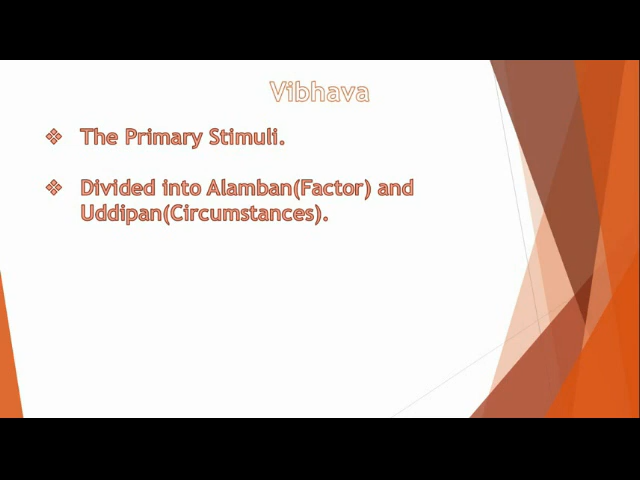 Vibhava
The Primary Stimuli.
Divided into Alamban(Factor) and
Uddipan(Circumstances).